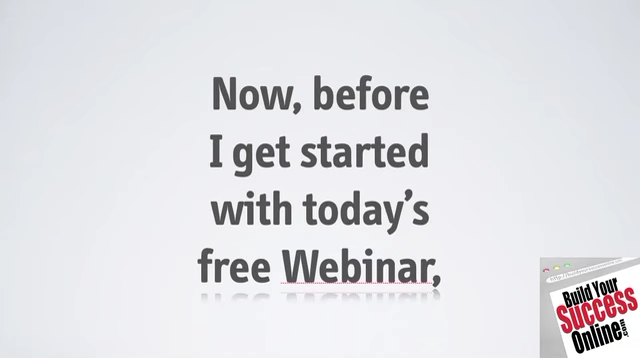 Now, before
I get started
with today's
free Webinar,
Build Your
Success
Online
.com